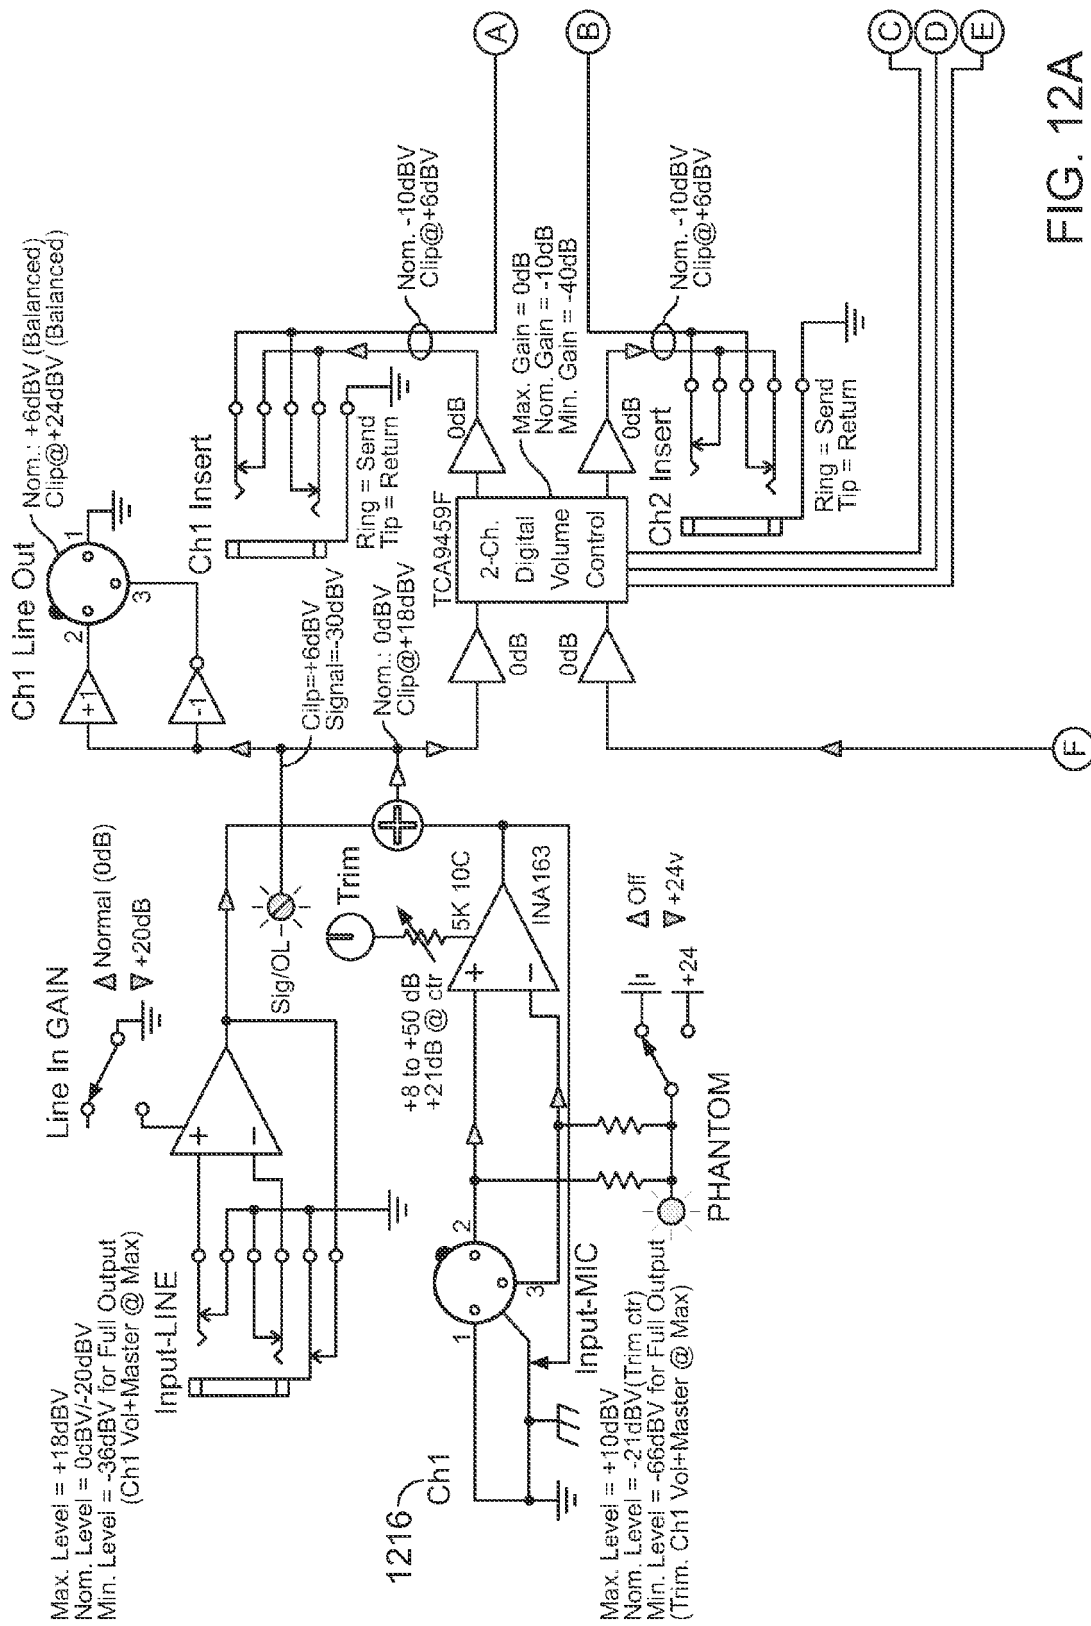 Max. Level = +18dBV
Nom. Level = 0dBV/-20dBV
Min. Level = -36dBV for Full Output
(Ch1 Vol+Master @ Max)
Input-LINE
Line In GAIN
Normal (0dB)
+20dB
+
-
Ch1 Line Out
Nom.: +6dBV (Balanced)
Clip@+24dBV (Balanced)
+1
-1
2
1
3
Sig/OL
Cilp=+6dBV
Signal=-30dBV
Nom.: 0dBV
Clip@+18dBV
Ch1 Insert
Ring = Send
Tip = Return
Nom. -10dBV
Clip@+6dBV
A
1216
Ch1
1
2
3
Input-MIC
Max. Level = +10dBV
Nom. Level = -21dBV(Trim ctr)
Min. Level = -66dBV for Full Output
(Trim. Ch1 Vol+Master @ Max)
PHANTOM
Off
+24v
+24
+8 to +50 dB
+21dB @ ctr
Trim
5K 10C
+
-
INA163
0dB
0dB
TCA9459F
2-Ch.
Digital
Volume
Control
0dB
0dB
Max. Gain = 0dB
Nom. Gain = -10dB
Min. Gain = -40dB
Ch2 Insert
Ring = Send
Tip = Return
Nom. -10dBV
Clip@+6dBV
B
C
D
E
F
FIG. 12A